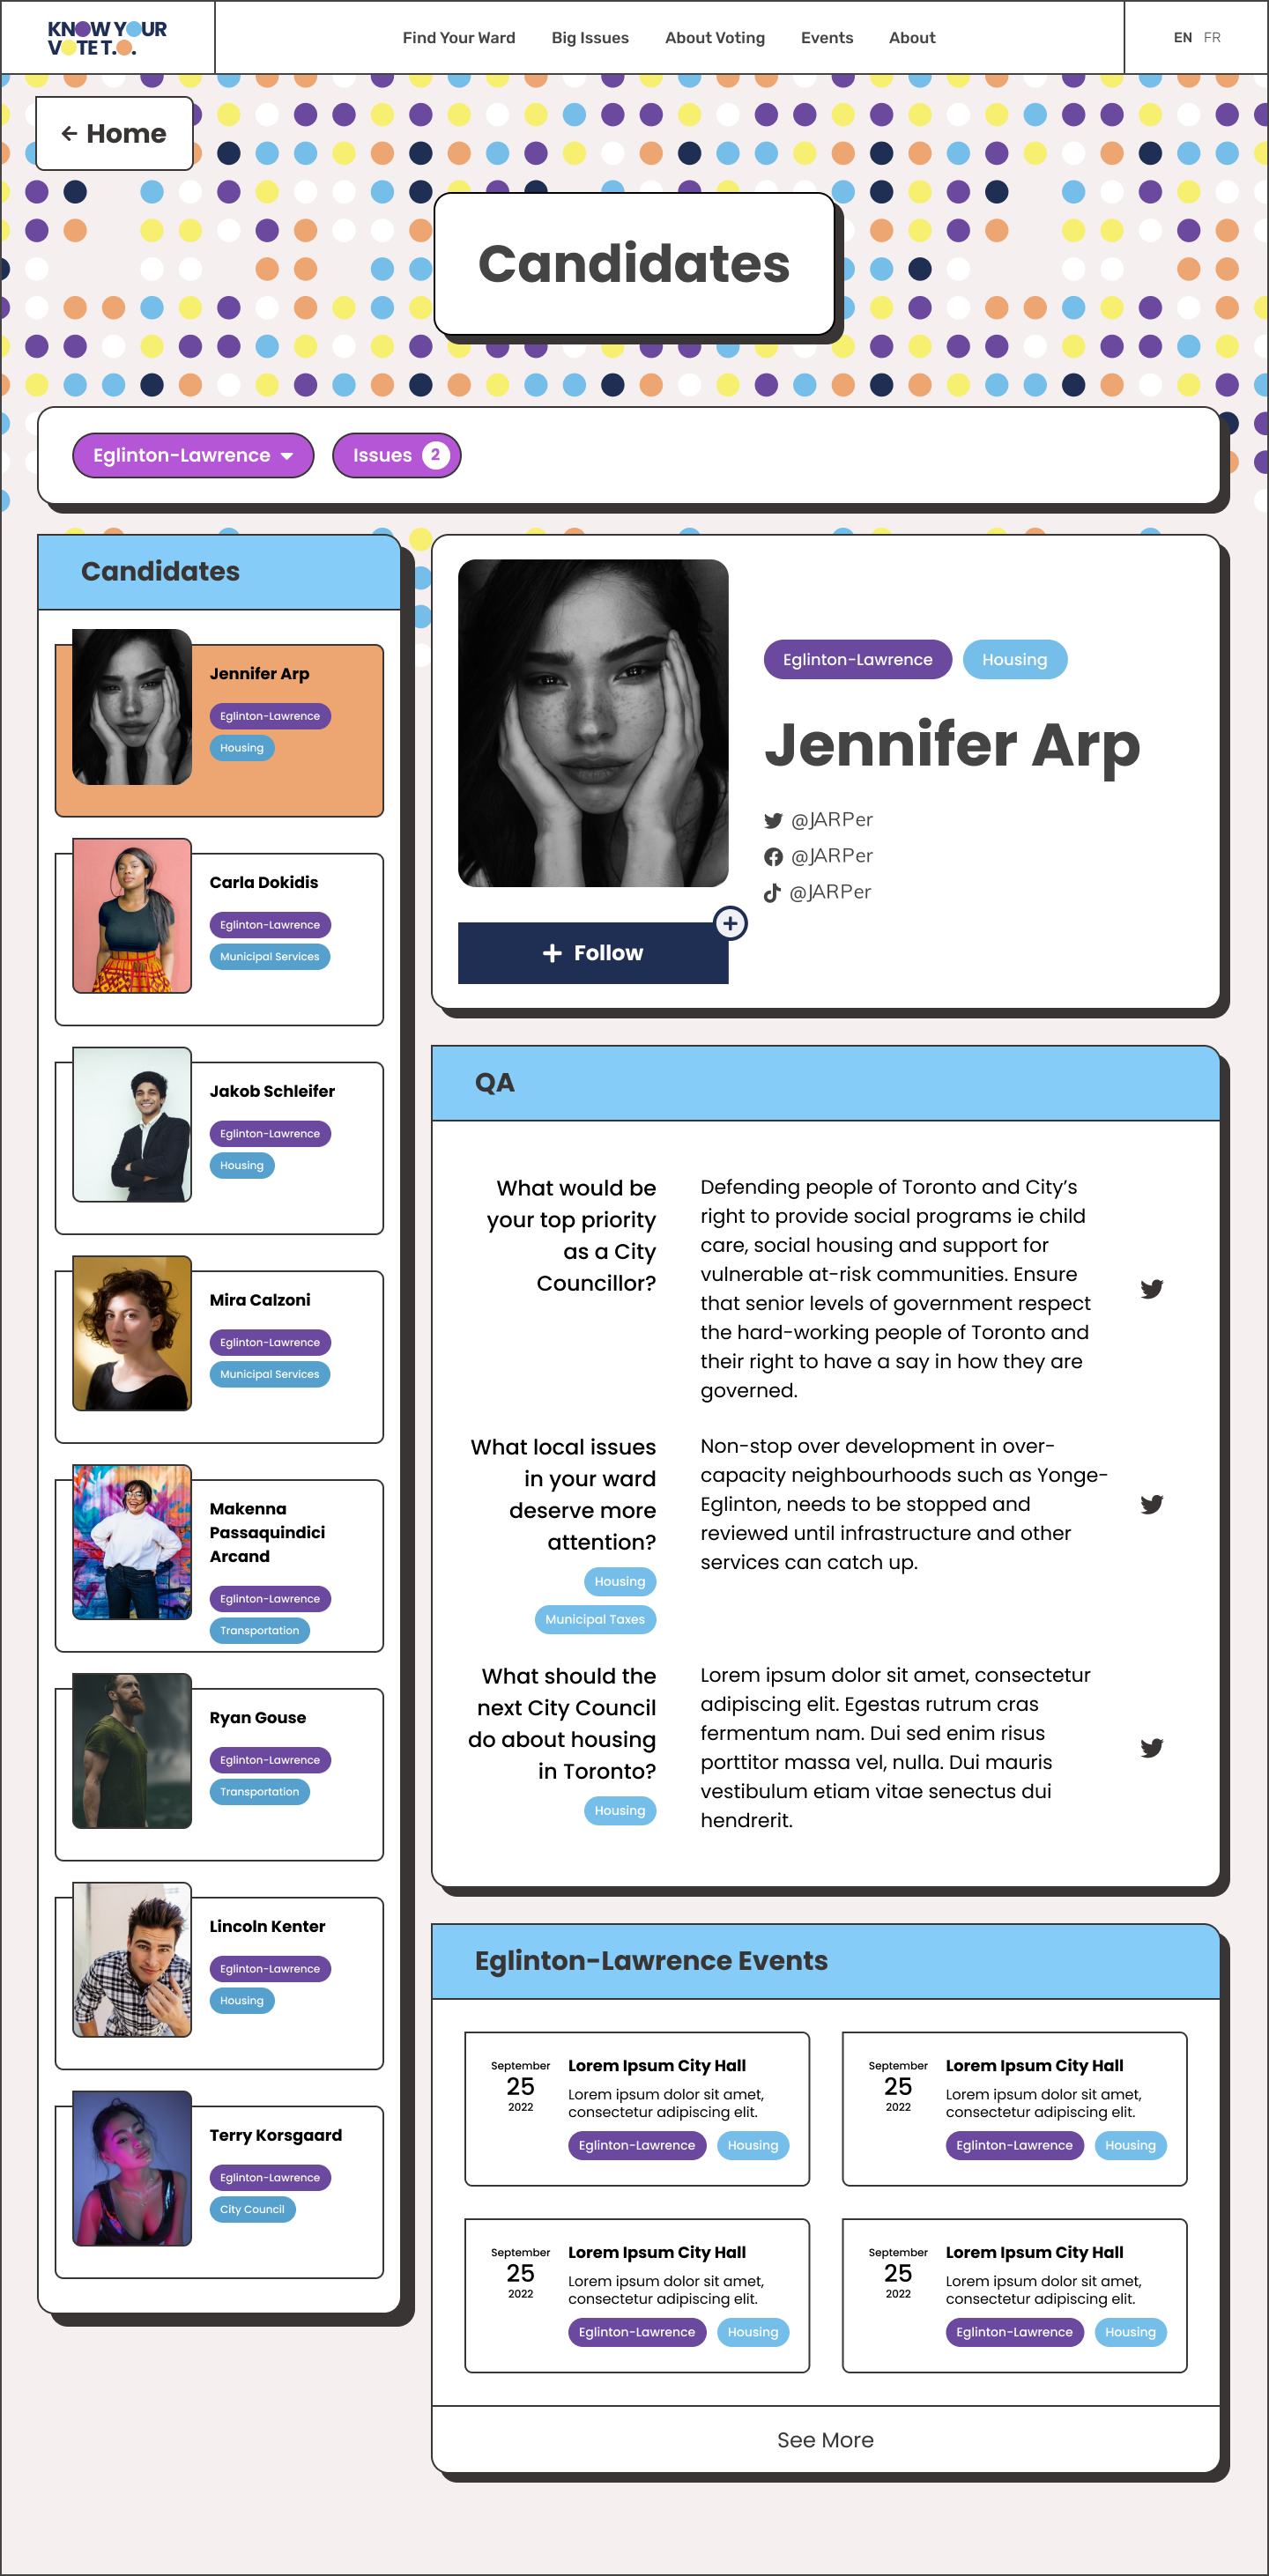 KNOW YOUR
VOTE T.O.
Find Your Ward
Big Issues
About Voting
Events
About
EN FR
← Home
Candidates
Eglinton-Lawrence
Issues 2
Candidates
Jennifer Arp
Eglinton-Lawrence
Housing
Carla Dokidis
Eglinton-Lawrence
Municipal Services
Jakob Schleifer
Eglinton-Lawrence
Housing
Mira Calzoni
Eglinton-Lawrence
Municipal Services
Makenna
Passaquindici
Arcand
Eglinton-Lawrence
Transportation
Ryan Gouse
Eglinton-Lawrence
Transportation
Lincoln Kenter
Eglinton-Lawrence
Housing
Terry Korsgaard
Eglinton-Lawrence
City Council
Eglinton-Lawrence
Housing
Jennifer Arp
@JARPer
@JARPer
@JARPer
+ Follow
QA
What would be
your top priority
as a City
Councillor?
Defending people of Toronto and City’s
right to provide social programs ie child
care, social housing and support for
vulnerable at-risk communities. Ensure
that senior levels of government respect
the hard-working people of Toronto and
their right to have a say in how they are
governed.
What local issues
in your ward
deserve more
attention?
Housing
Municipal Taxes
Non-stop over development in over-
capacity neighbourhoods such as Yonge-
Eglinton, needs to be stopped and
reviewed until infrastructure and other
services can catch up.
What should the
next City Council
do about housing
in Toronto?
Housing
Lorem ipsum dolor sit amet, consectetur
adipiscing elit. Egestas rutrum cras
fermentum nam. Dui sed enim risus
porttitor massa vel, nulla. Dui mauris
vestibulum etiam vitae senectus dui
hendrerit.
Eglinton-Lawrence Events
September
25
2022
Lorem Ipsum City Hall
Lorem ipsum dolor sit amet,
consectetur adipiscing elit.
Eglinton-Lawrence
Housing
September
25
2022
Lorem Ipsum City Hall
Lorem ipsum dolor sit amet,
consectetur adipiscing elit.
Eglinton-Lawrence
Housing
September
25
2022
Lorem Ipsum City Hall
Lorem ipsum dolor sit amet,
consectetur adipiscing elit.
Eglinton-Lawrence
Housing
September
25
2022
Lorem Ipsum City Hall
Lorem ipsum dolor sit amet,
consectetur adipiscing elit.
Eglinton-Lawrence
Housing
See More